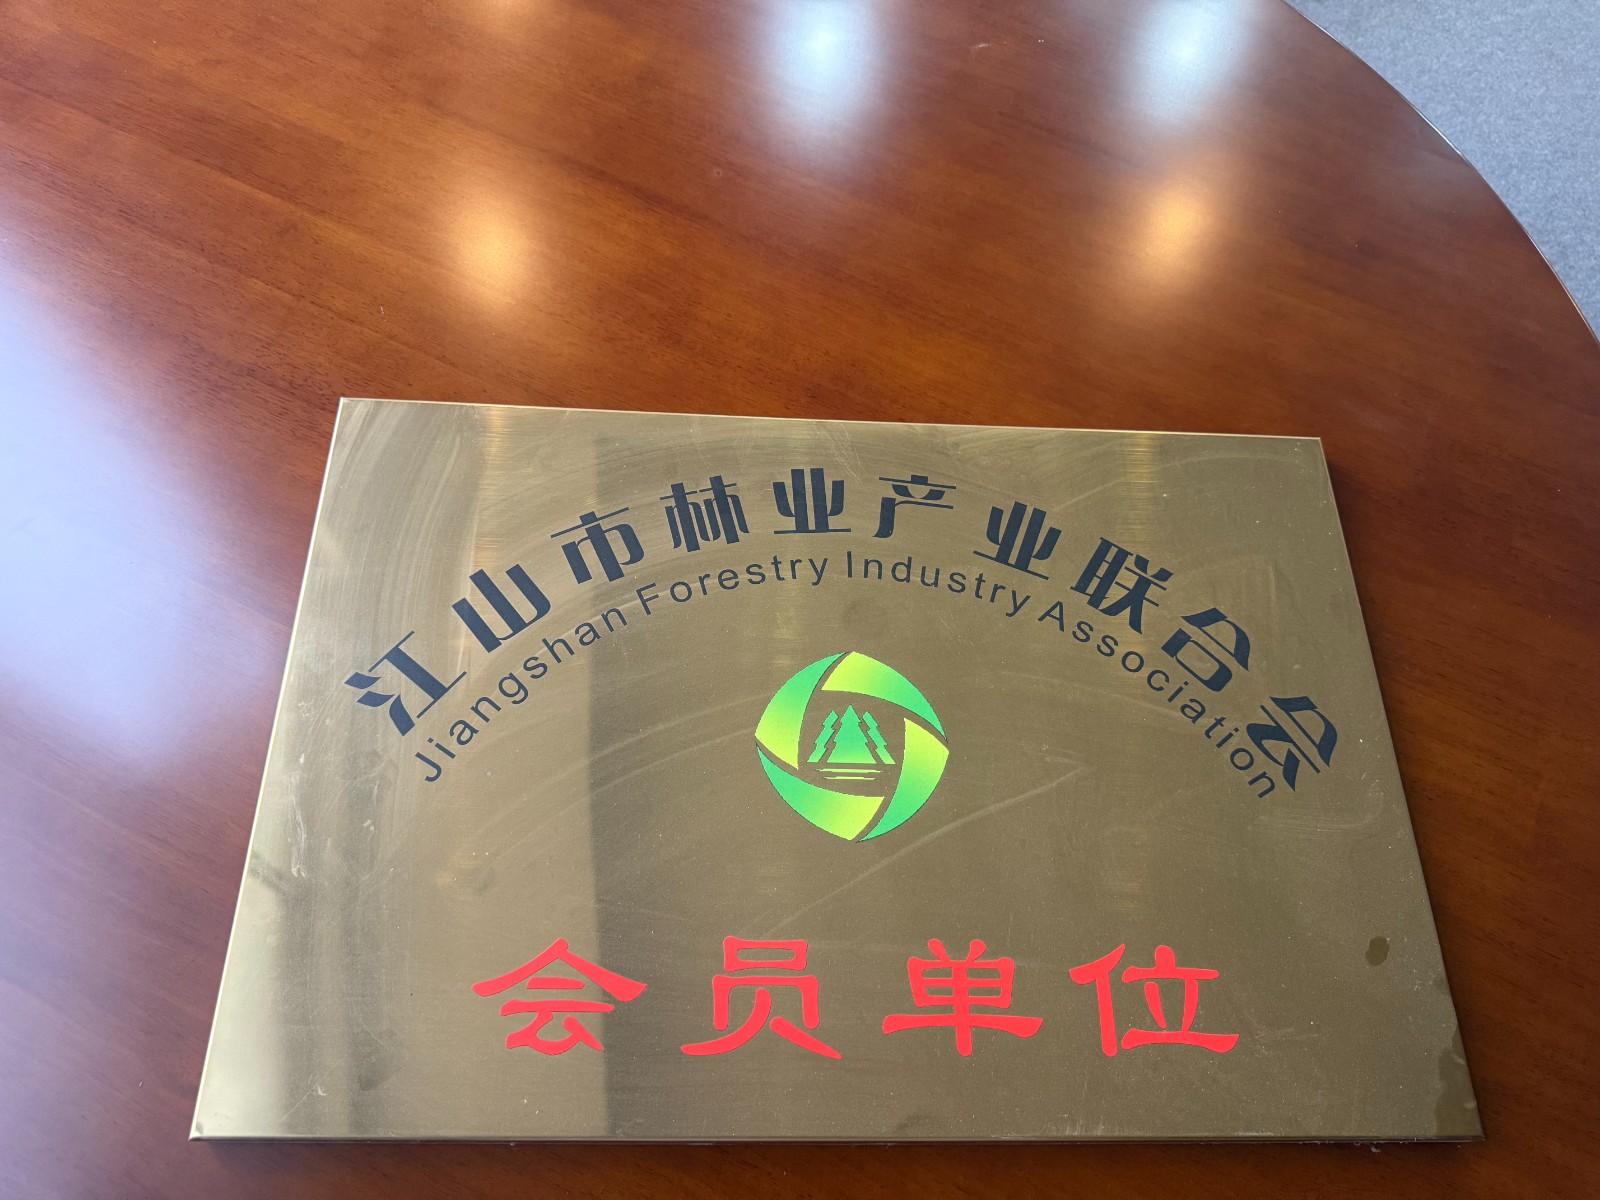 江山市林业产业联合会
Jiangshan Forestry Industry Association
会员单位